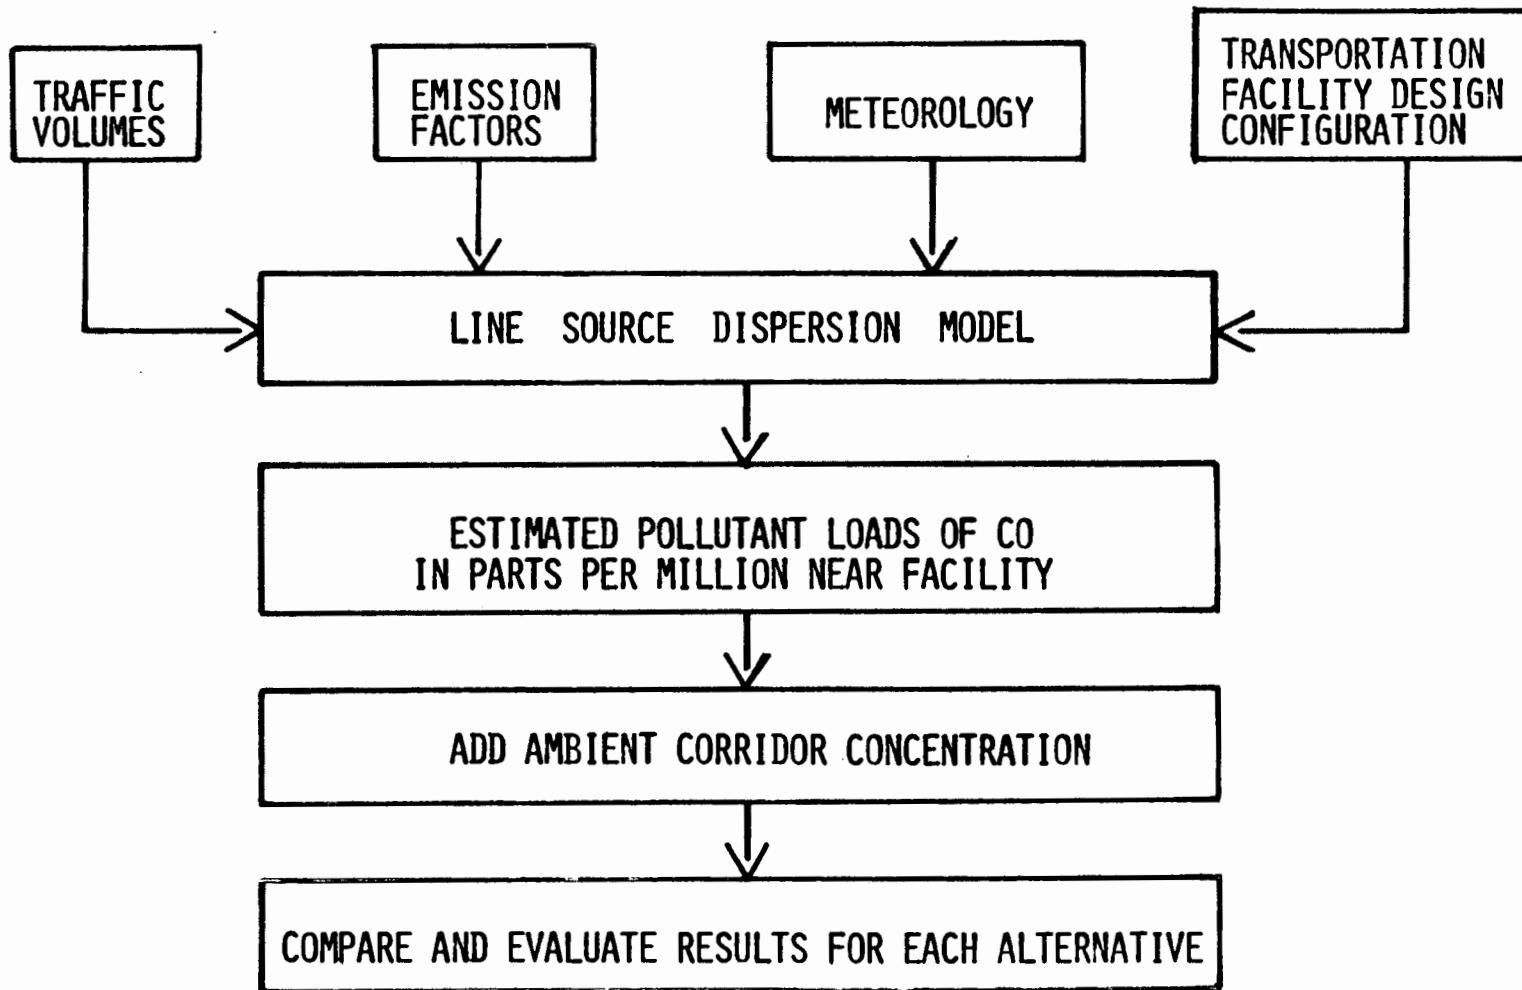 TRAFFIC
VOLUMES
EMISSION
FACTORS
METEOROLOGY
TRANSPORTATION
FACILITY DESIGN
CONFIGURATION
LINE SOURCE DISPERSION MODEL
ESTIMATED POLLUTANT LOADS OF CO
IN PARTS PER MILLION NEAR FACILITY
ADD AMBIENT CORRIDOR CONCENTRATION
COMPARE AND EVALUATE RESULTS FOR EACH ALTERNATIVE